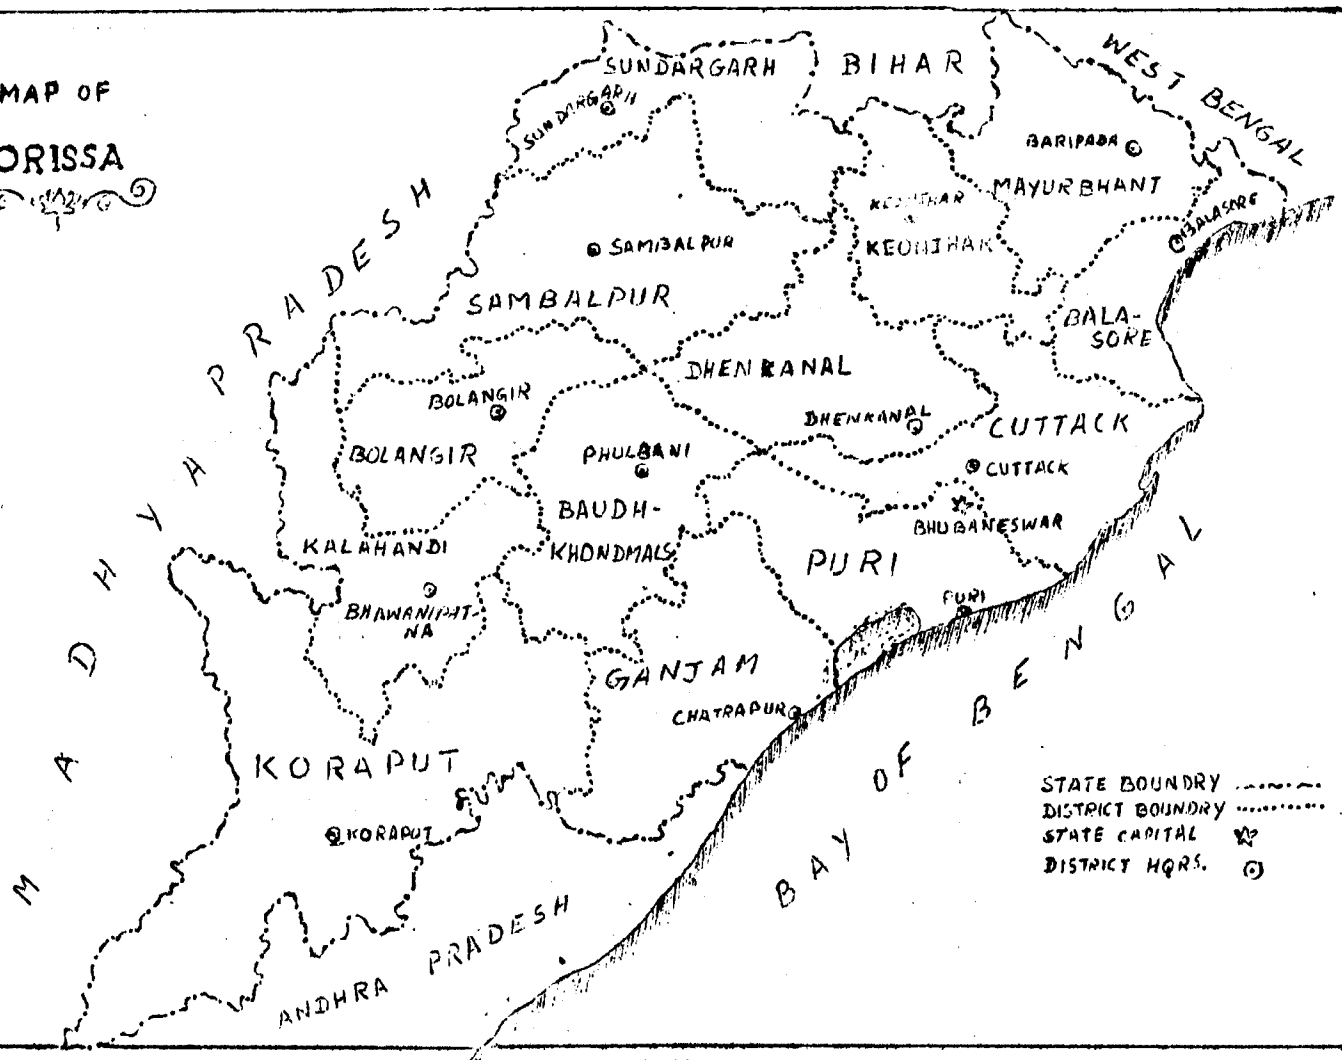 MAP OF
ORISSA
SUNDARGARH
SUNDARGARH
BIHAR
WEST BENGAL
BARIPADA
MAYURBHANT
KEONJHAR
KEONJHAR
BALASORE
SAMBALPUR
SAMBALPUR
MADHYA PRADESH
BALA-
SORE
DHENKANAL
BOLANGIR
DHENKANAL
CUTTACK
BOLANGIR
PHULBANI
CUTTACK
BAUDH-
KHONDMALS
BHUBANESWAR
KALAHANDI
PURI
BHAWANIPAT-
NA
PURI
GANJAM
CHATRAPUR
KORAPUT
KORAPUT
BAY OF BENGAL
ANDHRA PRADESH
STATE BOUNDRY
DISTRICT BOUNDRY
STATE CAPITAL
DISTRICT HQRS.